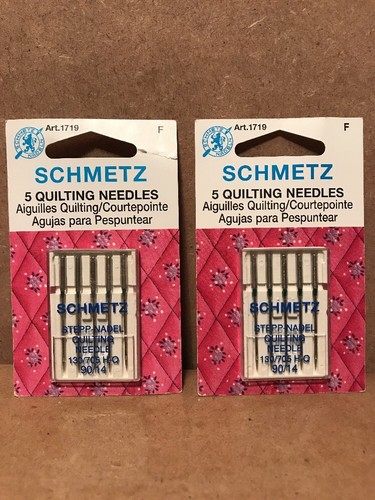 Art.1719 F
SCHMETZ
5 QUILTING NEEDLES
Aiguilles Quilting/Courtepointe
Agujas para Pespuntear
SCHMETZ
STEPP-NADEL
QUILTING
NEEDLE
130/705 H-Q
90/14
Art.1719 F
SCHMETZ
5 QUILTING NEEDLES
Aiguilles Quilting/Courtepointe
Agujas para Pespuntear
SCHMETZ
STEPP-NADEL
QUILTING
NEEDLE
130/705 H-Q
90/14